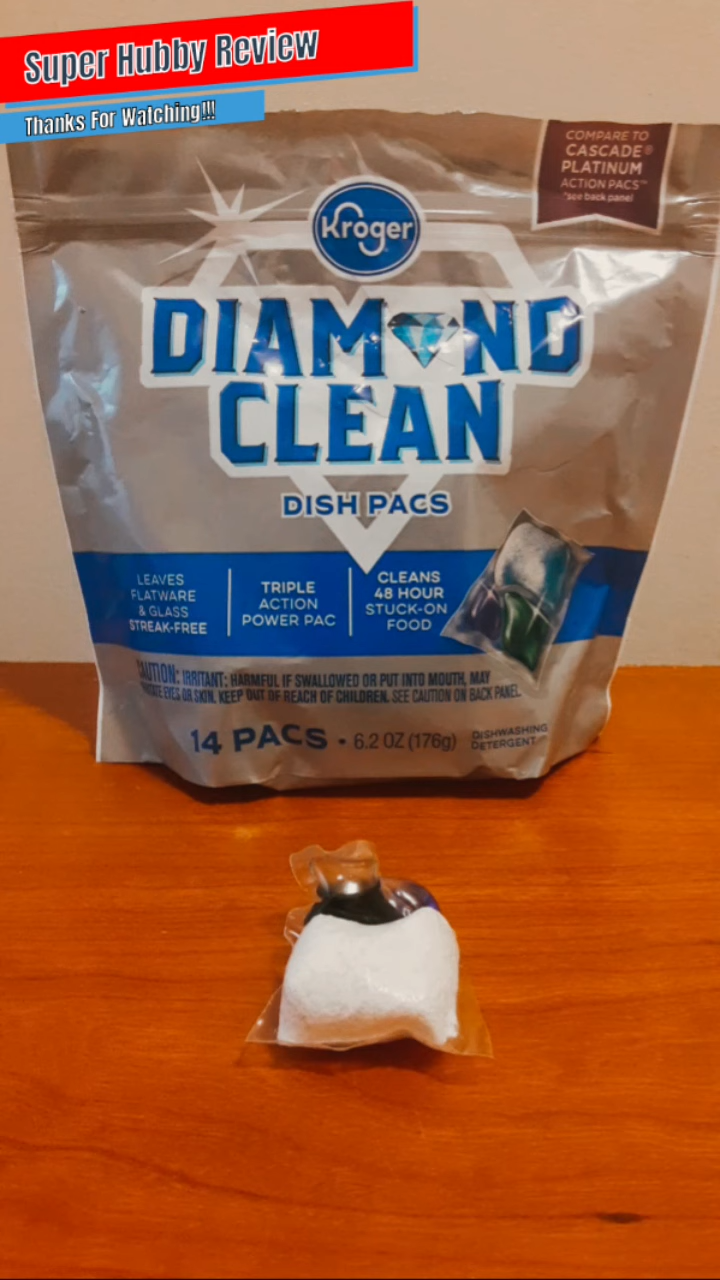 Super Hubby Review
Thanks For Watching!!!
COMPARE TO
CASCADE®
PLATINUM
ACTION PACS™
*see back panel
Kroger
DIAMOND
CLEAN
DISH PACS
LEAVES
FLATWARE
& GLASS
STREAK-FREE
TRIPLE
ACTION
POWER PAC
CLEANS
48 HOUR
STUCK-ON
FOOD
CAUTION: IRRITANT: HARMFUL IF SWALLOWED OR PUT INTO MOUTH, MAY
IRRITATE EYES OR SKIN. KEEP OUT OF REACH OF CHILDREN. SEE CAUTION ON BACK PANEL.
14 PACS • 6.2 OZ (176g)
DISHWASHING
DETERGENT